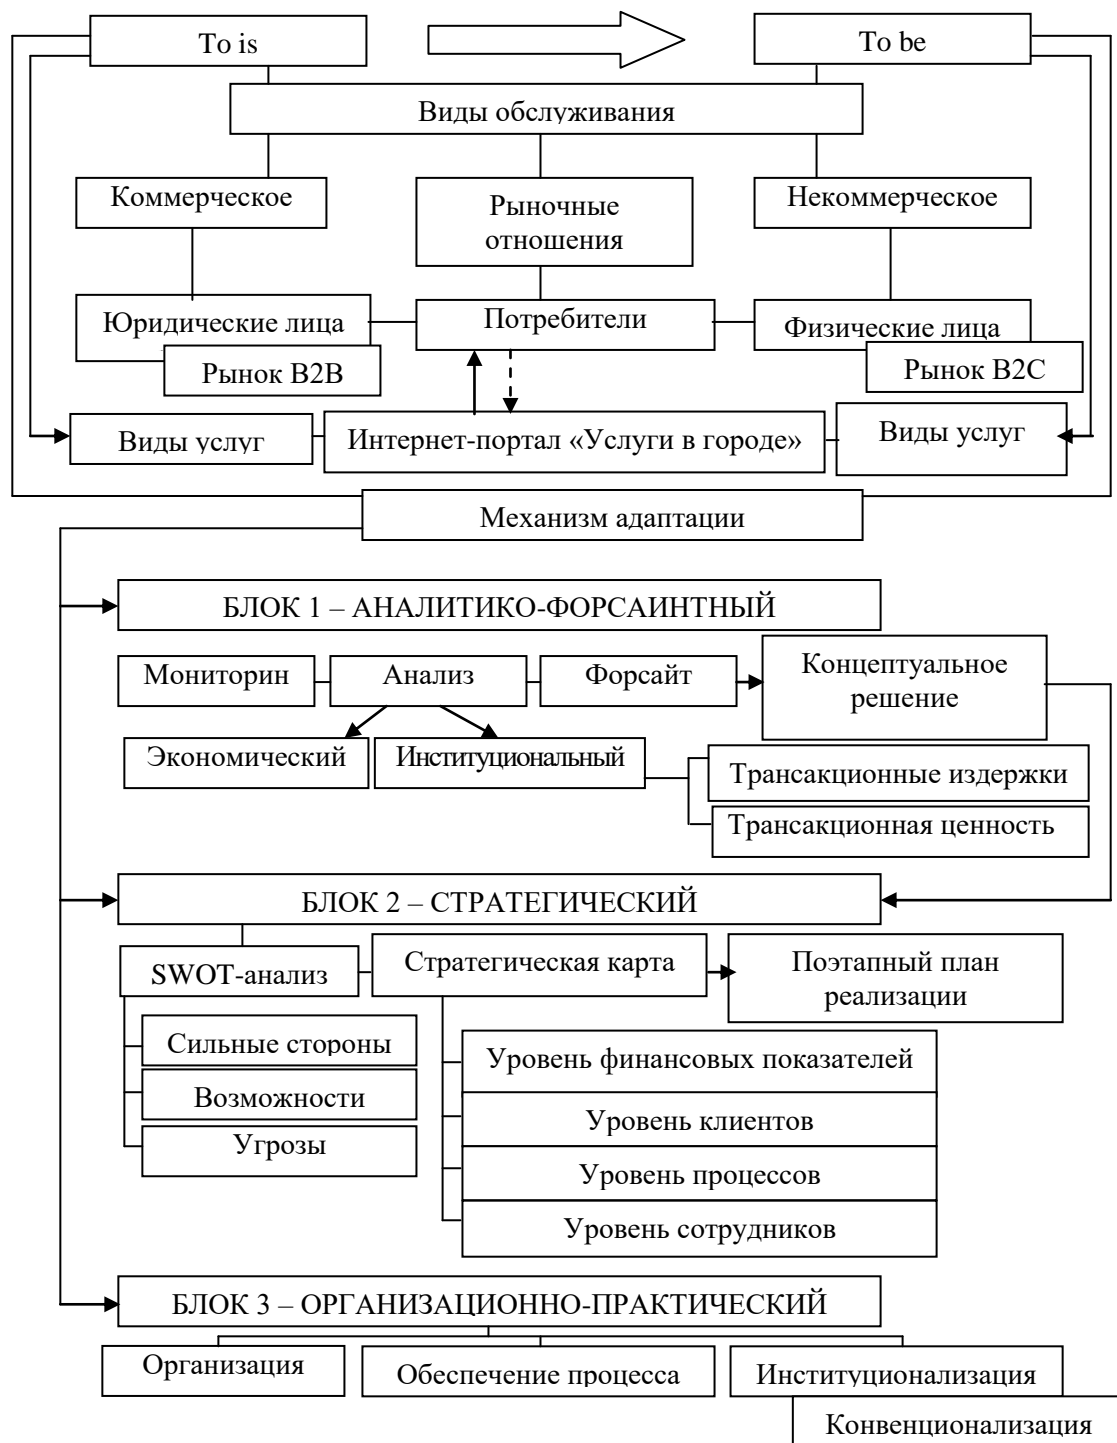 To is
To be
Виды обслуживания
Коммерческое
Рыночные
отношения
Некоммерческое
Юридические лица
Потребители
Физические лица
Рынок B2B
Рынок B2C
Виды услуг
Интернет-портал «Услуги в городе»
Виды услуг
Механизм адаптации
БЛОК 1 – АНАЛИТИКО-ФОРСАИНТНЫЙ
Мониторин
Анализ
Форсайт
Концептуальное
решение
Экономический
Институциональный
Трансакционные издержки
Трансакционная ценность
БЛОК 2 – СТРАТЕГИЧЕСКИЙ
SWOT-анализ
Стратегическая карта
Поэтапный план
реализации
Сильные стороны
Возможности
Угрозы
Уровень финансовых показателей
Уровень клиентов
Уровень процессов
Уровень сотрудников
БЛОК 3 – ОРГАНИЗАЦИОННО-ПРАКТИЧЕСКИЙ
Организация
Обеспечение процесса
Институционализация
Конвенционализация